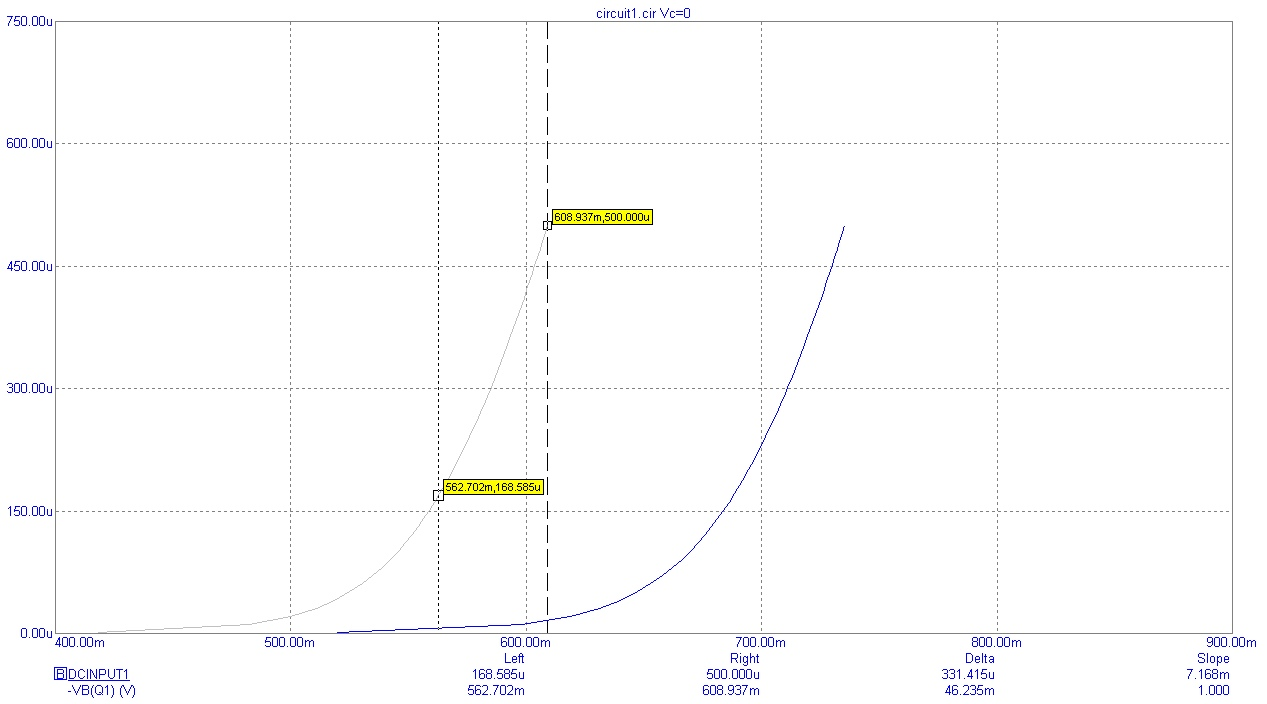 circuit1.cir Vc=0
750.00u
600.00u
608.937m,500.000u
450.00u
300.00u
562.702m,168.585u
150.00u
0.00u
400.00m 500.00m 600.00m 700.00m 800.00m 900.00m
Left Right Delta Slope
B DCINPUT1 168.585u 500.000u 331.415u 7.168m
-VB(Q1) (V) 562.702m 608.937m 46.235m 1.000